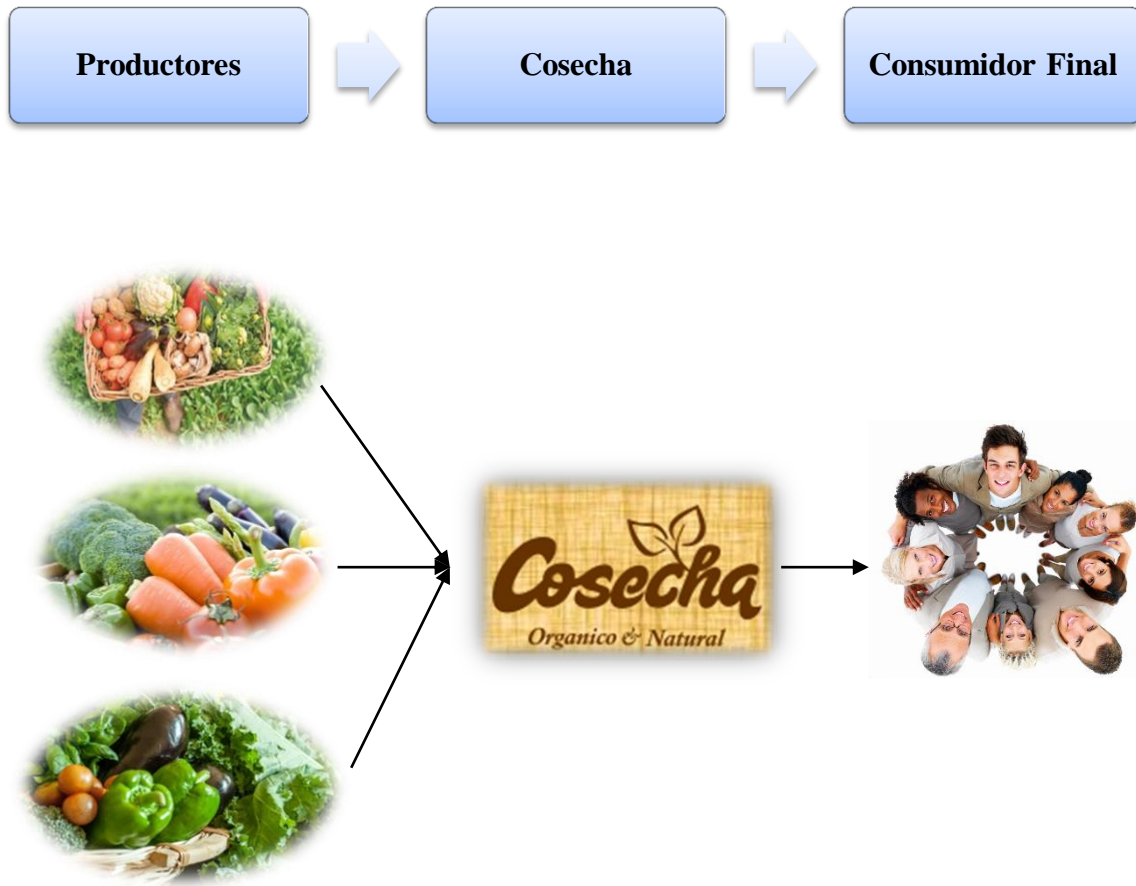 Productores
Cosecha
Consumidor Final
Cosecha
Organico & Natural